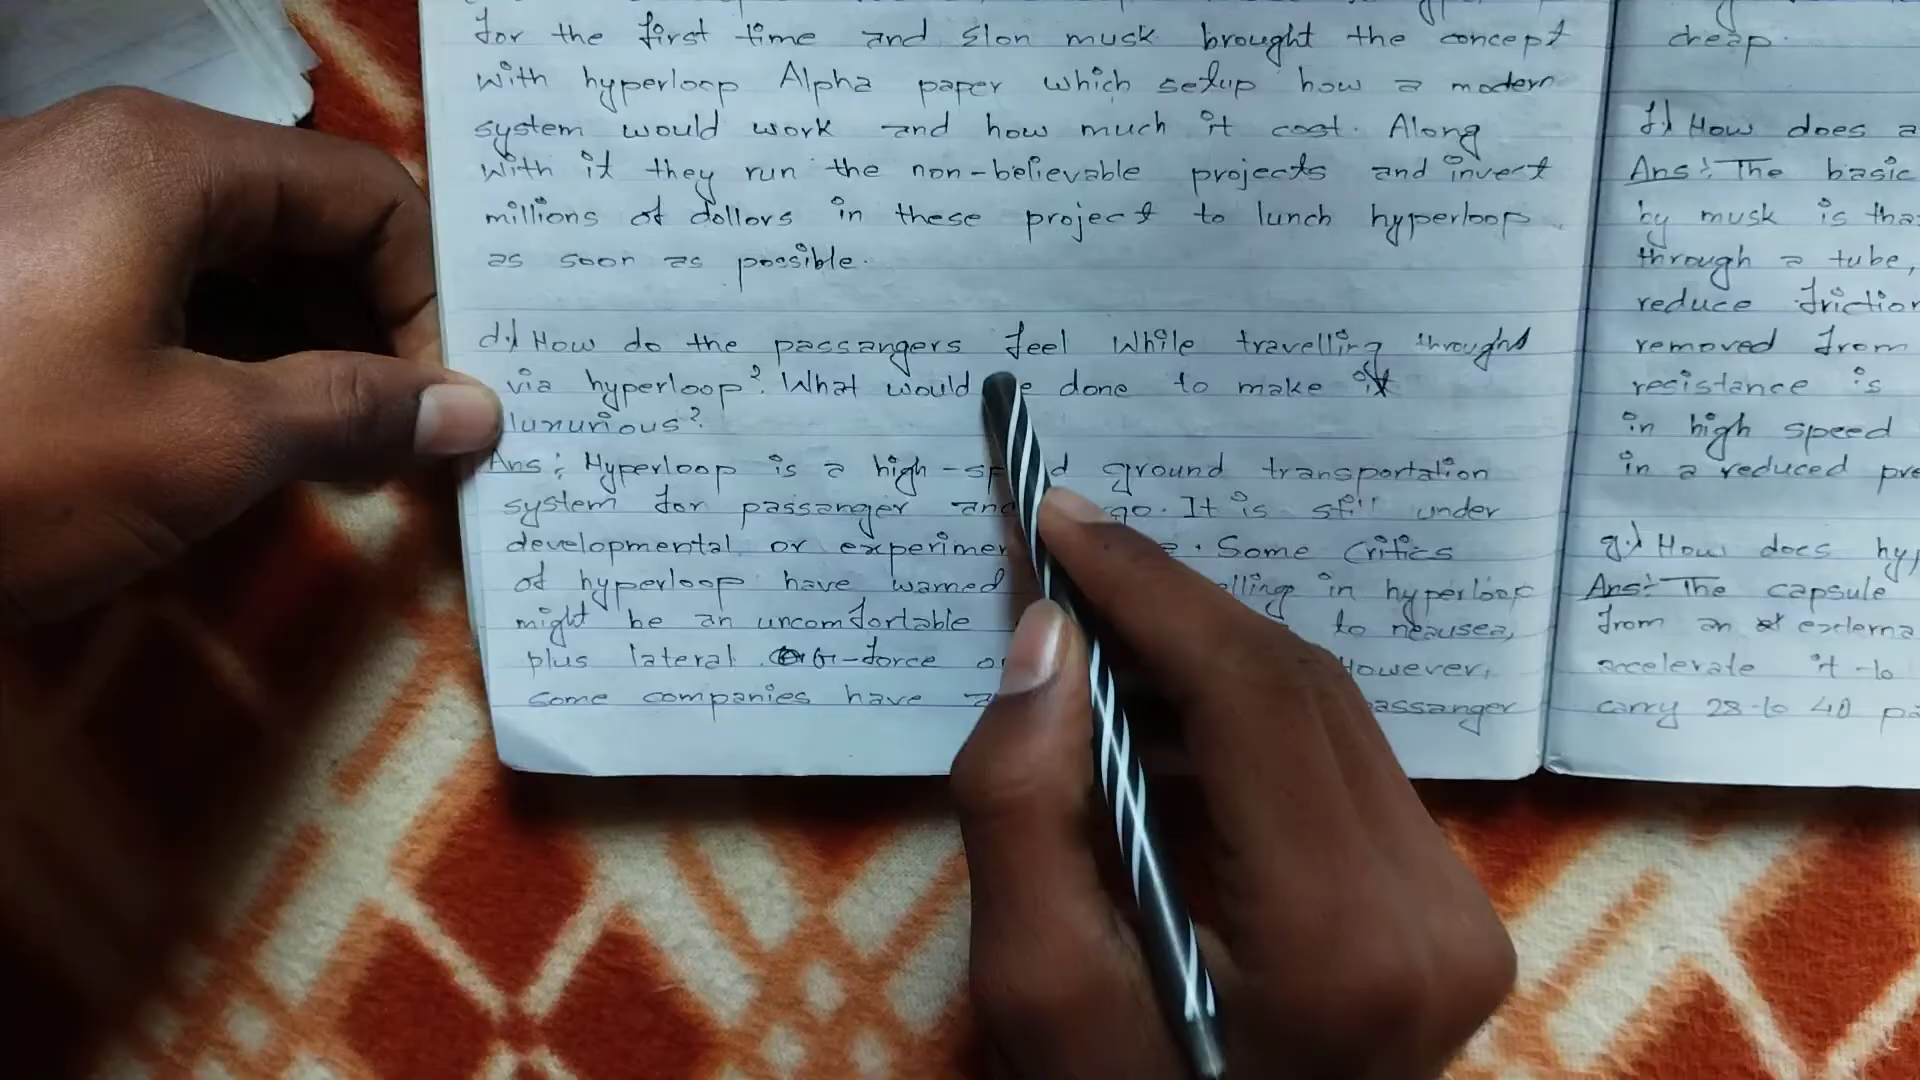 for the first time and Elon musk brought the concept
with hyperloop Alpha paper which setup how a modern
system would work and how much it cost. Along
with it they run the non-believable projects and invert
millions of dollors in these project to lunch hyperloop
as soon as possible.
d.) How do the passangers feel while travelling throught
via hyperloop? What would done to make it
luxurious?
Ans: Hyperloop is a high - ground transportation
system for passanger . It is still under
developmental or . Some Critics
of hyperloop have warned in hyperloop
might be an uncomfortable to neausea,
plus lateral G-force However,
some companies have passanger
cheap.
f.) How does a
Ans: The basic
by musk is
through a tube,
reduce
removed from
resistance is
in high speed
in a reduced
g.) How does
Ans: The capsule
from an
accelerate it to
carry 28 to 40